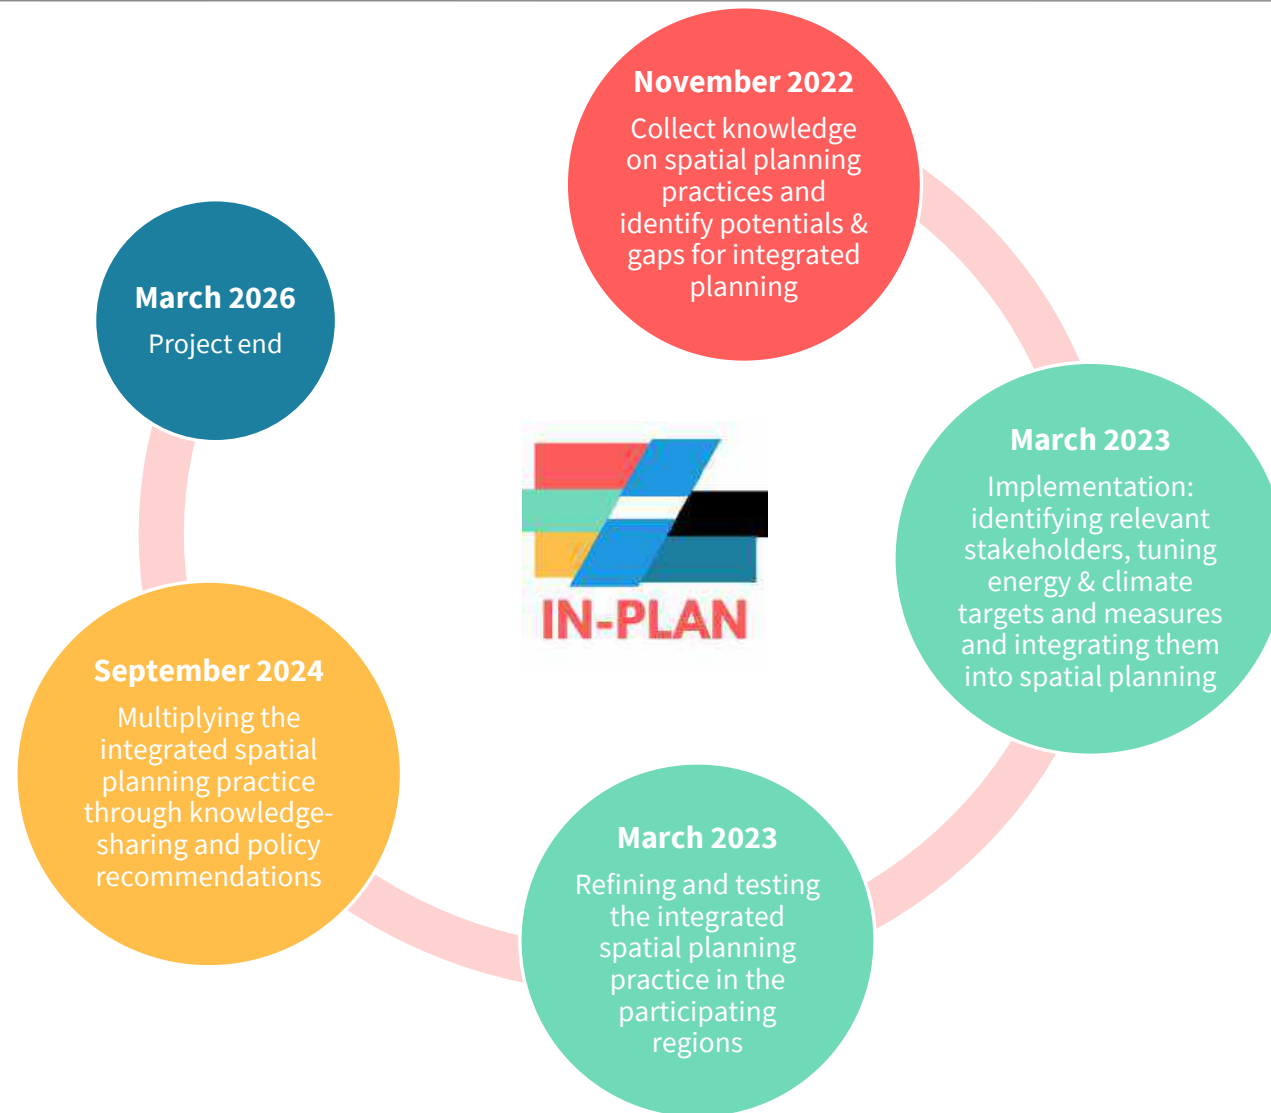 November 2022
Collect knowledge
on spatial planning
practices and
identify potentials &
gaps for integrated
planning
March 2023
Implementation:
identifying relevant
stakeholders, tuning
energy & climate
targets and measures
and integrating them
into spatial planning
March 2023
Refining and testing
the integrated
spatial planning
practice in the
participating
regions
September 2024
Multiplying the
integrated spatial
planning practice
through knowledge-
sharing and policy
recommendations
March 2026
Project end
IN-PLAN